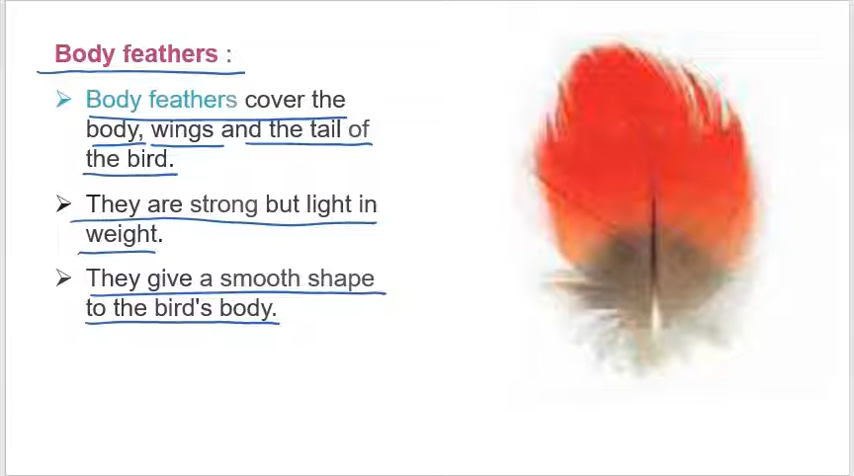 Body feathers :
➢ Body feathers cover the
body, wings and the tail of
the bird.
➢ They are strong but light in
weight.
➢ They give a smooth shape
to the bird's body.